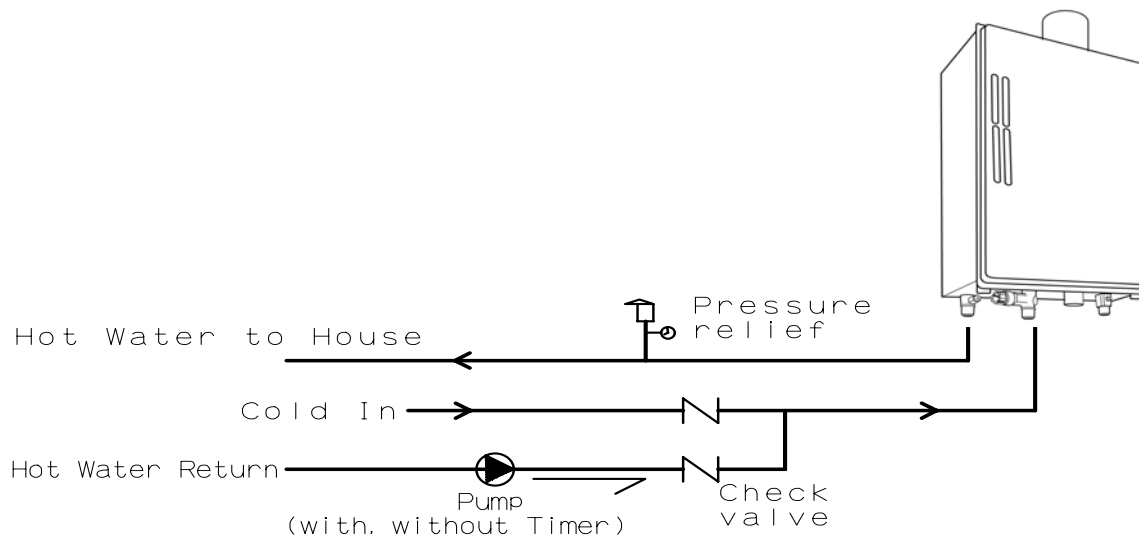 Pressure
relief
Hot Water to House
Cold In
Hot Water Return
Pump
(with, without Timer)
Check
valve